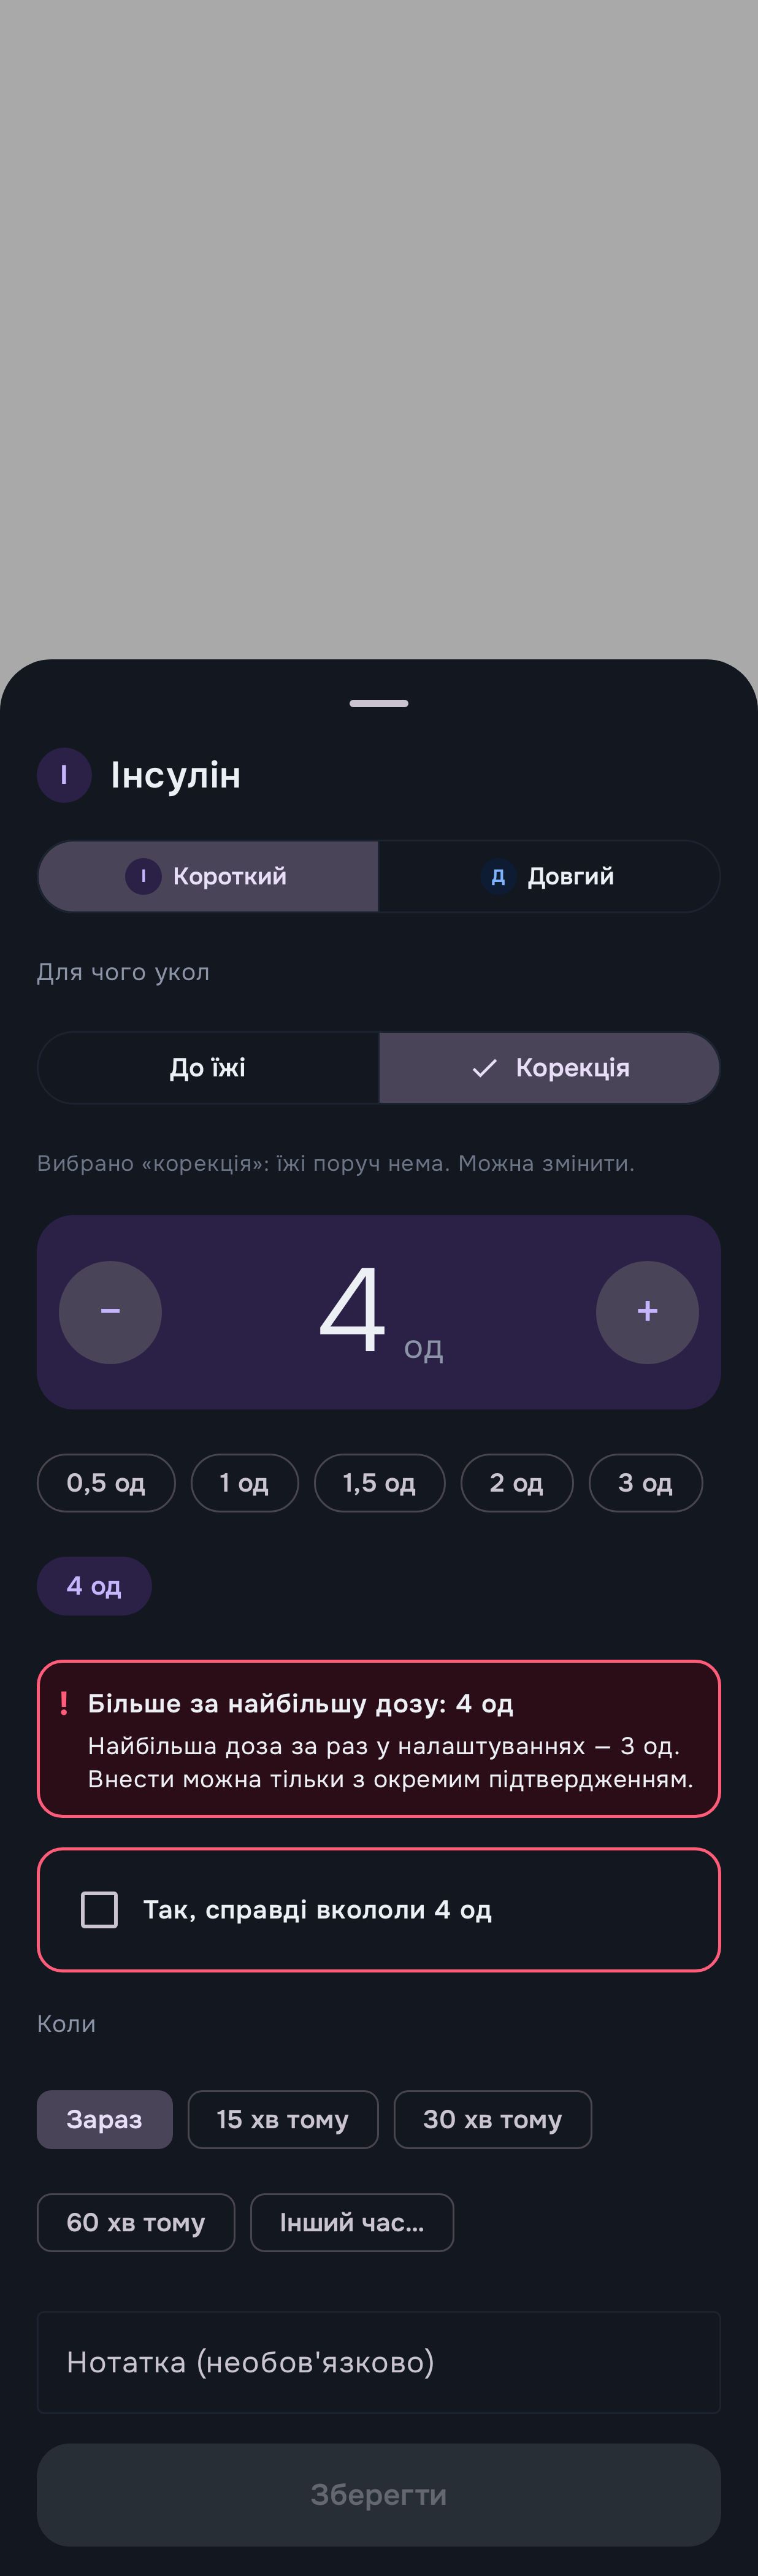 І Інсулін
І Короткий Д Довгий
Для чого укол
До їжі Корекція
Вибрано «корекція»: їжі поруч нема. Можна змінити.
− 4 од +
0,5 од 1 од 1,5 од 2 од 3 од
4 од
! Більше за найбільшу дозу: 4 од
Найбільша доза за раз у налаштуваннях — 3 од.
Внести можна тільки з окремим підтвердженням.
Так, справді вкололи 4 од
Коли
Зараз 15 хв тому 30 хв тому
60 хв тому Інший час...
Нотатка (необов'язково)
Зберегти